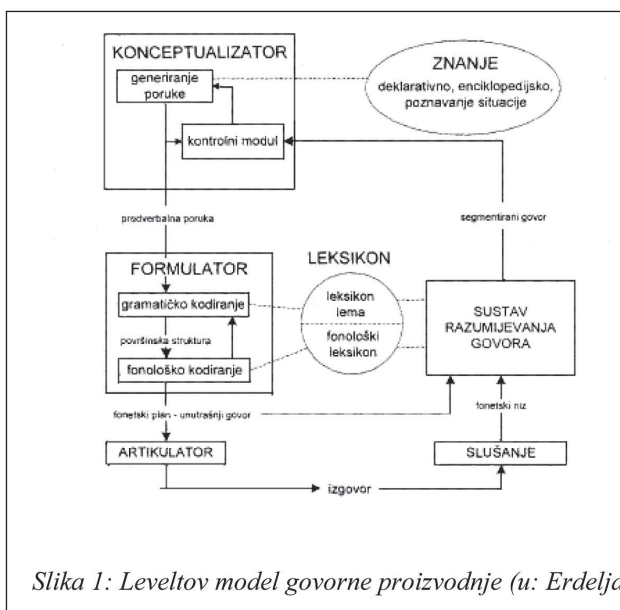 KONCEPTUALIZATOR
generiranje
poruke
kontrolni modul
ZNANJE
deklarativno, enciklopedijsko,
poznavanje situacije
predverbalna poruka
segmentirani govor
FORMULATOR
gramatičko kodiranje
površinska struktura
fonološko kodiranje
LEKSIKON
leksikon
lema
fonološki
leksikon
SUSTAV
RAZUMIJEVANJA
GOVORA
fonetski plan - unutrašnji govor
fonetski niz
ARTIKULATOR
SLUŠANJE
izgovor
Slika 1: Leveltov model govorne proizvodnje (u: Erdelja